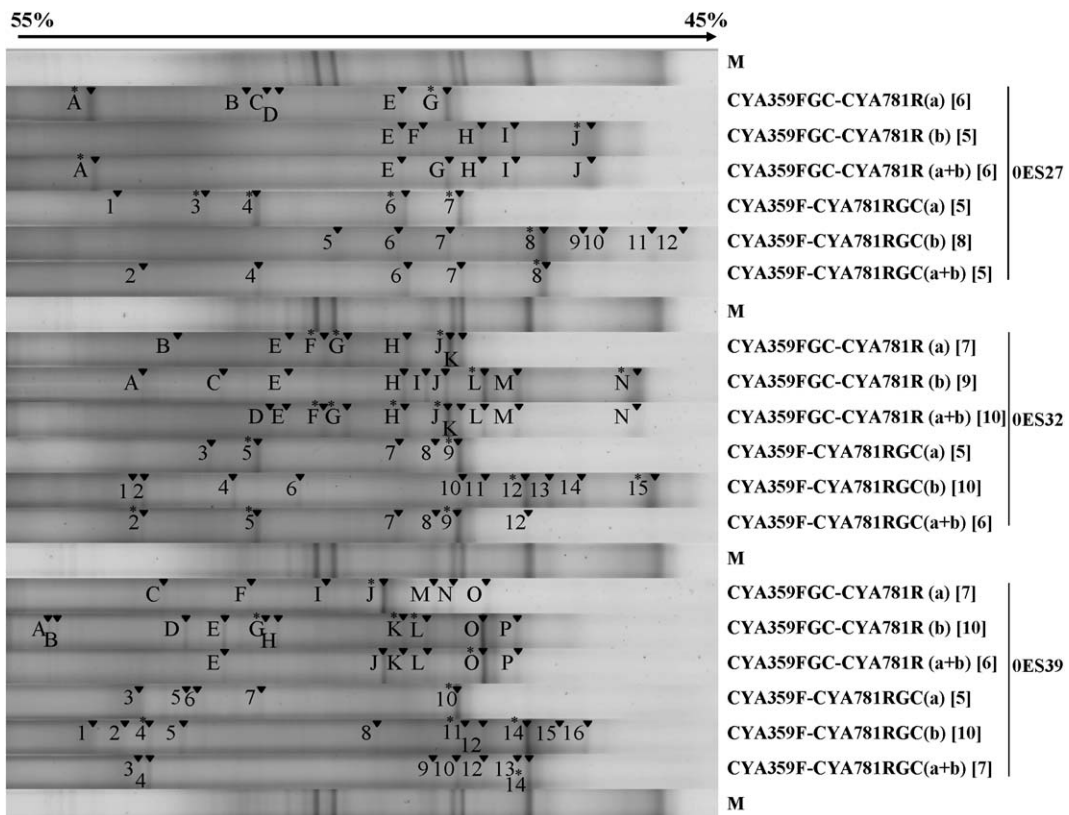 55% 45%
M
* A B C D E * G CYA359FGC-CYA781R(a) [6]
E F H I * J CYA359FGC-CYA781R (b) [5]
* A E G H I J CYA359FGC-CYA781R (a+b) [6] 0ES27
1 * 3 * 4 * 6 * 7 CYA359F-CYA781RGC(a) [5]
5 6 7 * 8 9 10 11 12 CYA359F-CYA781RGC(b) [8]
2 4 6 7 * 8 CYA359F-CYA781RGC(a+b) [5]
M
B E * F * G H * J K CYA359FGC-CYA781R (a) [7]
A C E H I J * L M * N CYA359FGC-CYA781R (b) [9]
D E * F * G * H * J K L M N CYA359FGC-CYA781R (a+b) [10] 0ES32
3 * 5 7 8 * 9 CYA359F-CYA781RGC(a) [5]
1 2 4 6 10 11 * 12 13 14 * 15 CYA359F-CYA781RGC(b) [10]
* 2 * 5 7 8 * 9 12 CYA359F-CYA781RGC(a+b) [6]
M
C F I * J M N O CYA359FGC-CYA781R (a) [7]
A B D E * G H * K * L O P CYA359FGC-CYA781R (b) [10]
E J K L * O P CYA359FGC-CYA781R (a+b) [6] 0ES39
3 5 6 7 * 10 CYA359F-CYA781RGC(a) [5]
1 2 * 4 5 8 * 11 12 * 14 15 16 CYA359F-CYA781RGC(b) [10]
3 4 9 10 12 13 * 14 CYA359F-CYA781RGC(a+b) [7]
M